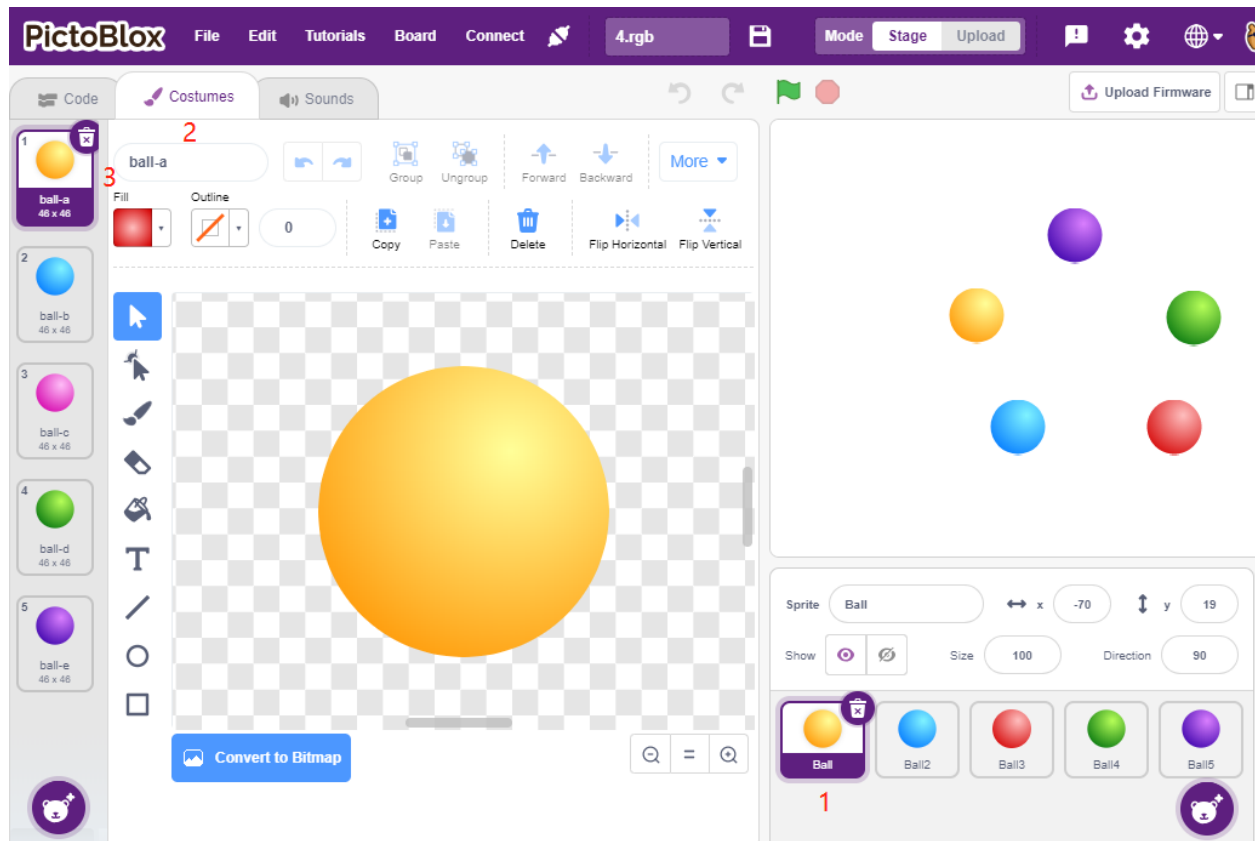 PictoBlox File Edit Tutorials Board Connect 4.rgb Mode Stage Upload
Code Costumes Sounds Upload Firmware
2
3
1
ball-a
46 x 46
2
ball-b
46 x 46
3
ball-c
46 x 46
4
ball-d
46 x 46
5
ball-e
46 x 46
ball-a Group Ungroup Forward Backward More
Fill Outline 0 Copy Paste Delete Flip Horizontal Flip Vertical
T
Convert to Bitmap
Sprite Ball x -70 y 19
Show Size 100 Direction 90
Ball Ball2 Ball3 Ball4 Ball5
1